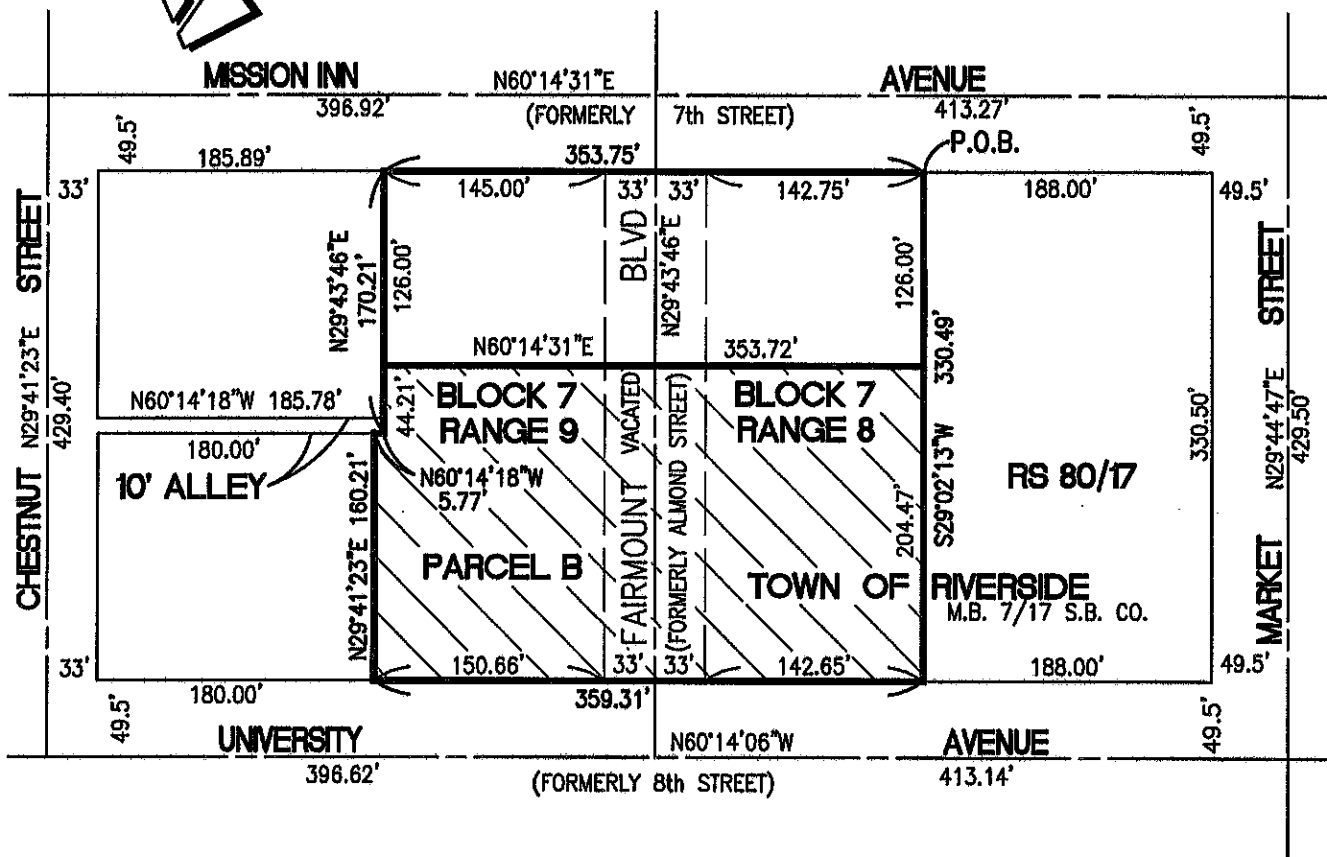 MISSION INN
N60°14'31"E
AVENUE
396.92'
(FORMERLY 7th STREET)
413.27'
49.5'
49.5'
185.89'
353.75'
P.O.B.
33'
145.00'
33'
33'
142.75'
188.00'
49.5'
CHESTNUT STREET
N29°41'23"E
429.40'
N29°43'46"E
170.21'
126.00'
BLVD
N29°43'46"E
126.00'
330.49'
S29°02'13"W
330.50'
MARKET STREET
N29°44'47"E
429.50'
N60°14'31"E
353.72'
N60°14'18"W 185.78'
44.21'
BLOCK 7
RANGE 9
VACATED
(FORMERLY ALMOND STREET)
BLOCK 7
RANGE 8
180.00'
10' ALLEY
N60°14'18"W
5.77'
RS 80/17
N29°41'23"E 160.21'
FAIRMOUNT
204.47'
PARCEL B
TOWN OF RIVERSIDE
M.B. 7/17 S.B. CO.
33'
150.66'
33'
33'
142.65'
188.00'
49.5'
180.00'
359.31'
49.5'
49.5'
UNIVERSITY
N60°14'06"W
AVENUE
396.62'
(FORMERLY 8th STREET)
413.14'